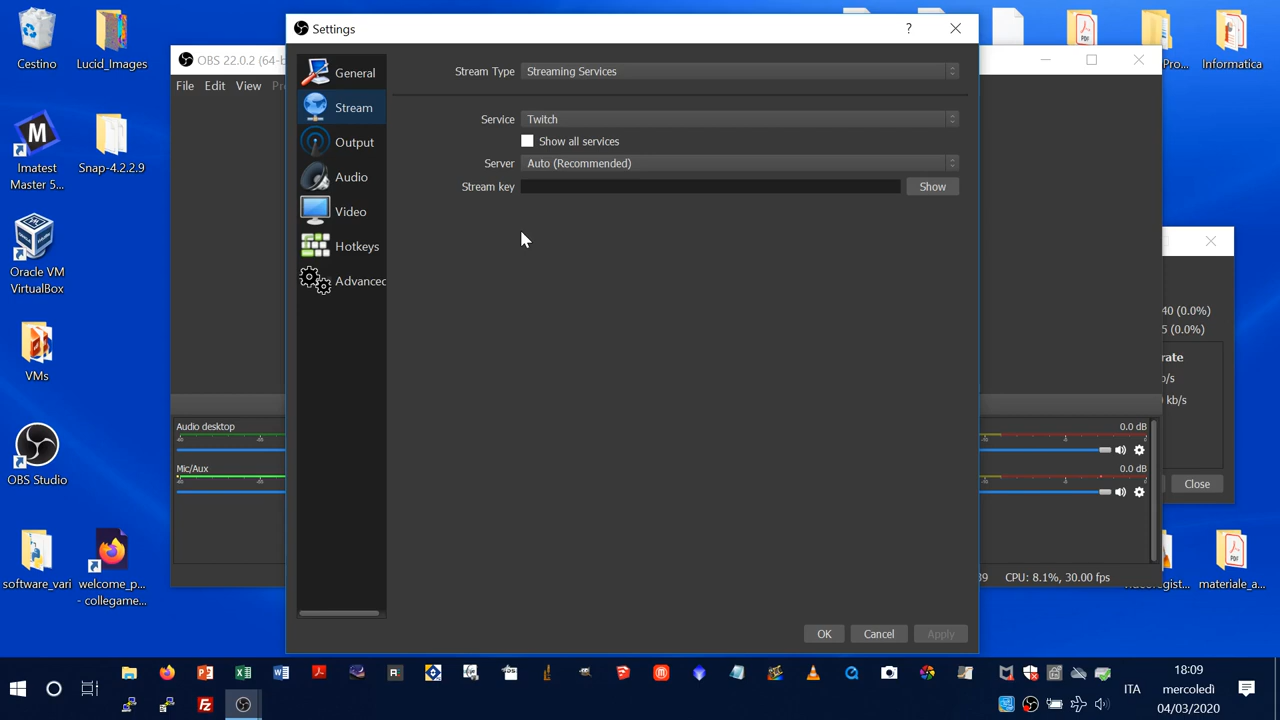 Cestino
Lucid_Images
Imatest
Master 5...
Snap-4.2.2.9
Oracle VM
VirtualBox
VMs
OBS Studio
software_vari
welcome_p...
- collegame...
OBS 22.0.2 (64-b
File Edit View
Settings
?
General
Stream
Output
Audio
Video
Hotkeys
Advanced
Stream Type Streaming Services
Service Twitch
Show all services
Server Auto (Recommended)
Stream key Show
OK Cancel Apply
Audio desktop
0.0 dB
Mic/Aux
0.0 dB
CPU: 8.1%, 30.00 fps
40 (0.0%)
5 (0.0%)
rate
b/s
kb/s
Close
Pro...
Informatica
materiale_a...
ITA
18:09
mercoledì
04/03/2020